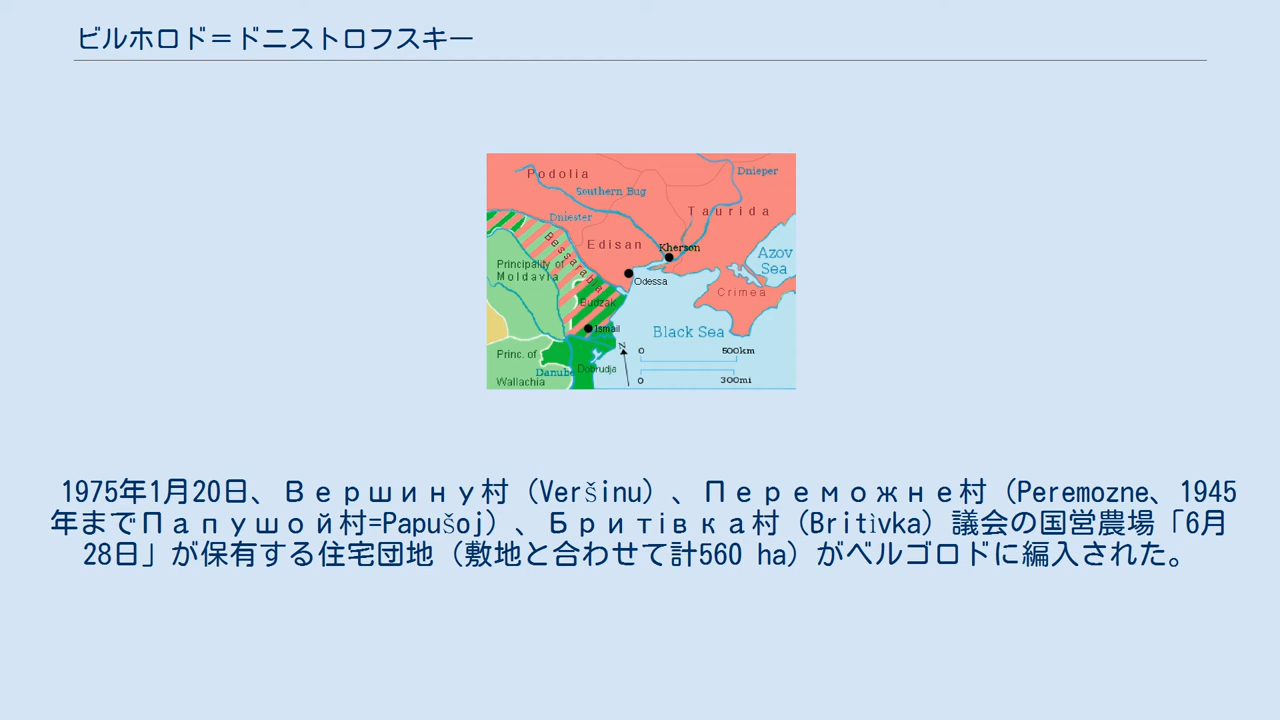 ビルホロド＝ドニストロフスキー
Podolia
Dnieper
Southern Bug
Taurida
Dniester
Edisan
Kherson
Bessarabia
Azov
Sea
Principality of
Moldavia
Odessa
Crimea
Budzak
Ismail
Black Sea
N
0 500km
Princ. of
Danube
Dobrudja
Wallachia
0 300mi
1975年1月20日、Вершину村（Veršinu）、Переможне村（Peremozne、1945
年までПапушой村=Papušoj）、Бритівка村（Britìvka）議会の国営農場「6月
28日」が保有する住宅団地（敷地と合わせて計560 ha）がベルゴロドに編入された。